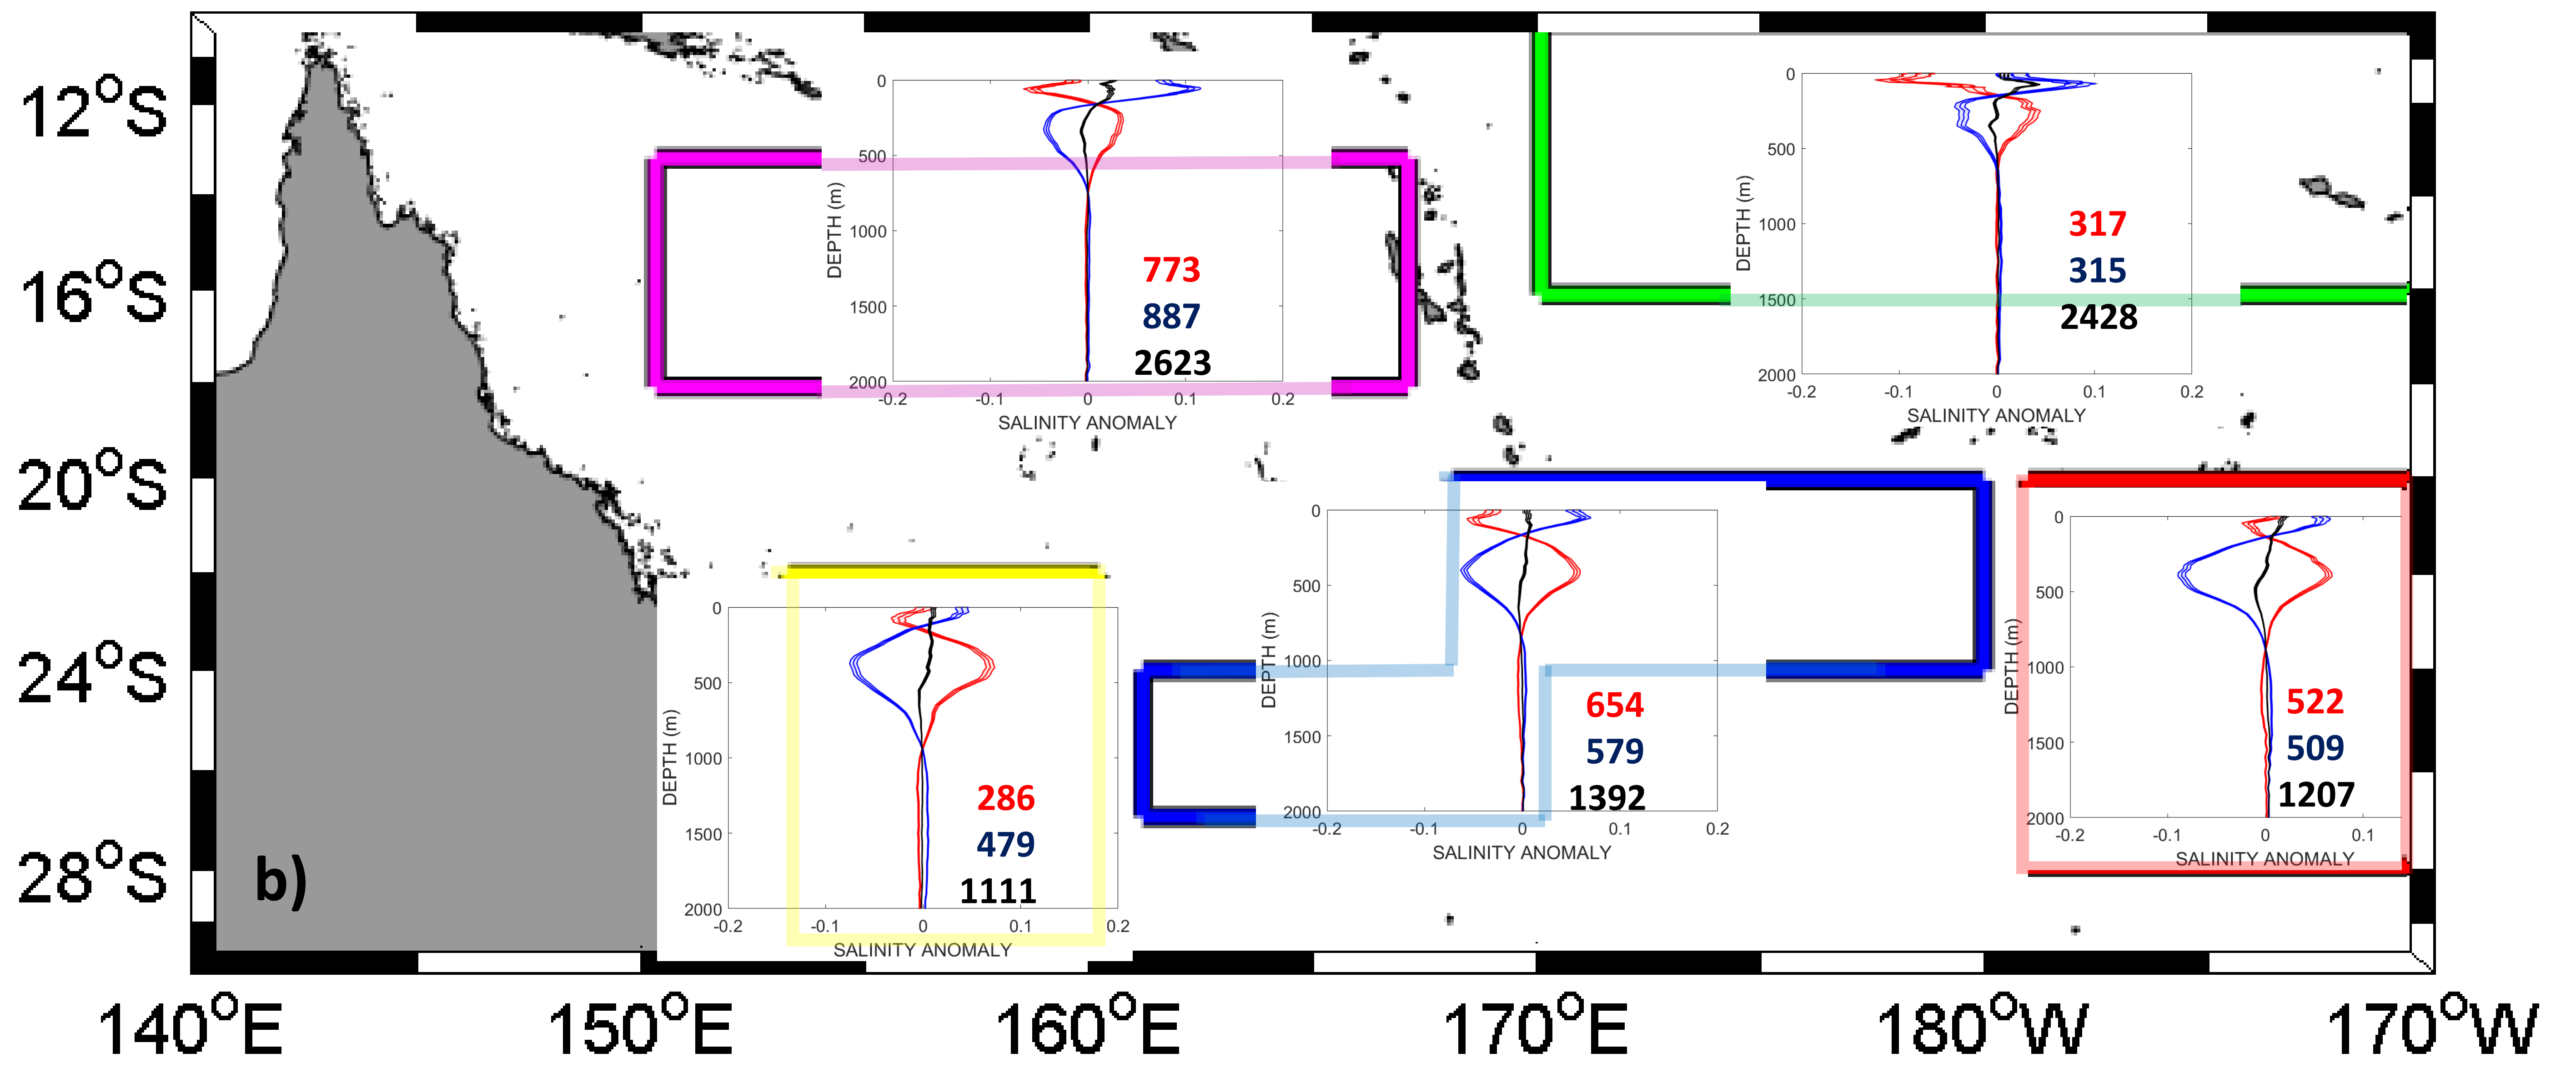 12°S
16°S
20°S
24°S
28°S
0
500
1000
1500
2000
DEPTH (m)
773
887
2623
-0.2 -0.1 0 0.1 0.2
SALINITY ANOMALY
0
500
1000
1500
2000
DEPTH (m)
317
315
2428
-0.2 -0.1 0 0.1 0.2
SALINITY ANOMALY
0
500
1000
1500
2000
DEPTH (m)
286
479
1111
-0.2 -0.1 0 0.1 0.2
SALINITY ANOMALY
0
500
1000
1500
2000
DEPTH (m)
654
579
1392
-0.2 -0.1 0 0.1 0.2
SALINITY ANOMALY
0
500
1000
1500
2000
DEPTH (m)
522
509
1207
-0.2 -0.1 0 0.1
SALINITY ANOMALY
b)
140°E 150°E 160°E 170°E 180°W 170°W